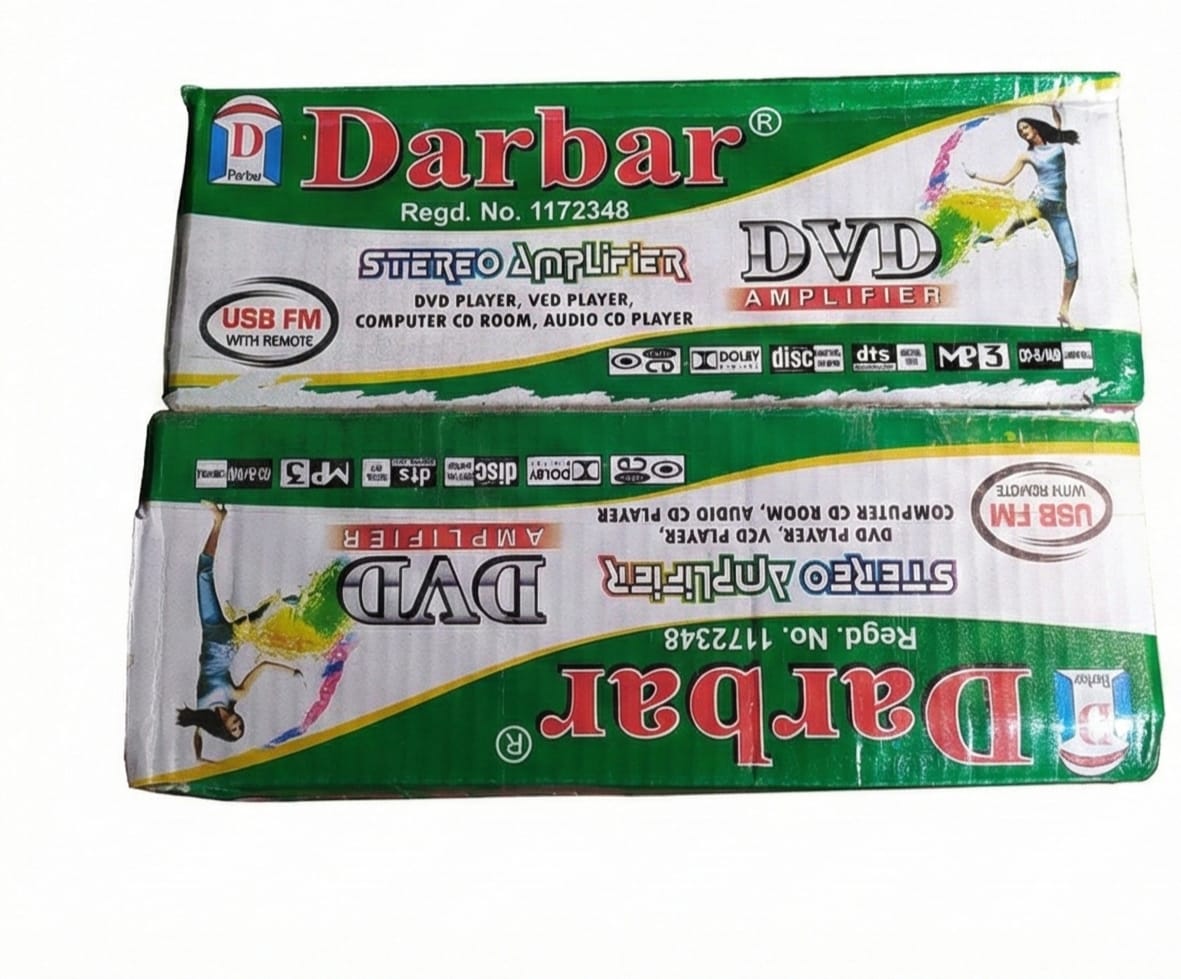 D
Darbar®
Regd. No. 1172348
STEREO AMPLIFIER
DVD PLAYER, VED PLAYER,
COMPUTER CD ROOM, AUDIO CD PLAYER
USB FM
WITH REMOTE
DVD
AMPLIFIER
CD
DOLBY
disc
dts
MP3
Darbar®
Regd. No. 1172348
STEREO AMPLIFIER
DVD PLAYER, VCD PLAYER,
COMPUTER CD ROOM, AUDIO CD PLAYER
USB FM
WITH REMOTE
DVD
AMPLIFIER
CD
DOLBY
disc
dts
MP3
D